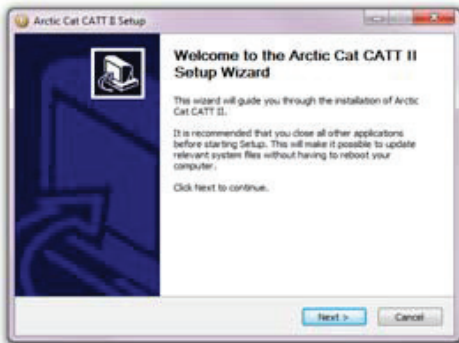 Arctic Cat CATT II Setup
Welcome to the Arctic Cat CATT II
Setup Wizard
This wizard will guide you through the installation of Arctic
Cat CATT II.
It is recommended that you close all other applications
before starting Setup. This will make it possible to update
relevant system files without having to reboot your
computer.
Click Next to continue.
Next >
Cancel